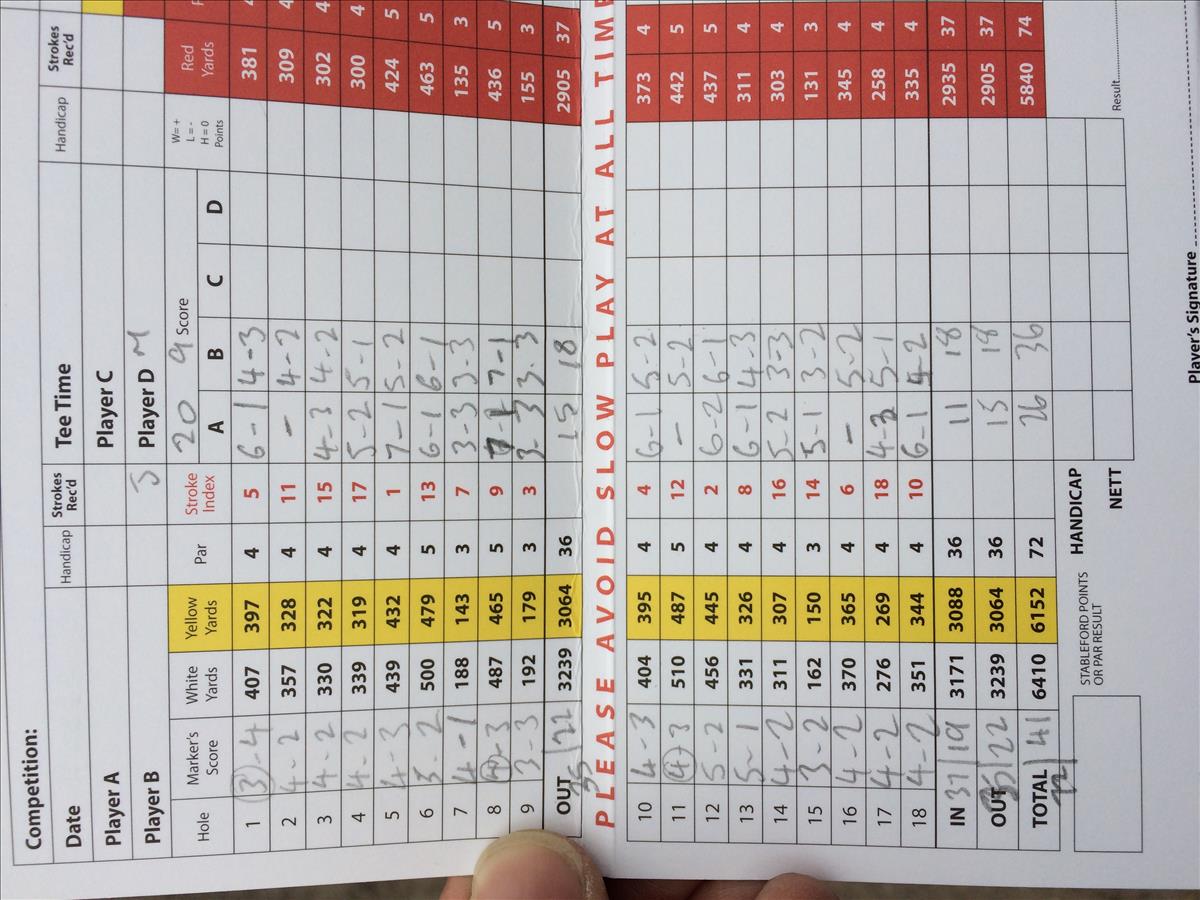 Competition:
Date Handicap Strokes Rec'd Tee Time Handicap Strokes Rec'd
Player A Player C
Player B Player D
J M
20 9
Hole Marker's Score White Yards Yellow Yards Par Stroke Index Score A B C D W=+ L=- H=0 Points Red Yards
1 3-4 407 397 4 5 6-1 4-3 381 4
2 4-2 357 328 4 11 - 4-2 309 4
3 4-2 330 322 4 15 4-3 4-2 302 4
4 4-2 339 319 4 17 5-2 5-1 300 4
5 4-3 439 432 4 1 7-1 5-2 424 5
6 3-2 500 479 5 13 6-1 6-1 463 5
7 4-1 188 143 3 7 3-3 3-3 135 3
8 4-3 487 465 5 9 7-1 7-1 436 5
9 3-3 192 179 3 3 3-3 3-3 155 3
OUT 35 22 3239 3064 36 15 18 2905 37
PLEASE AVOID SLOW PLAY AT ALL TIME
10 4-3 404 395 4 4 6-1 5-2 373 4
11 4-3 510 487 5 12 - 5-2 442 5
12 5-2 456 445 4 2 6-2 6-1 437 5
13 5-1 331 326 4 8 6-1 4-3 311 4
14 4-2 311 307 4 16 5-2 3-3 303 4
15 3-2 162 150 3 14 5-1 3-2 131 3
16 4-2 370 365 4 6 - 5-2 345 4
17 4-2 276 269 4 18 4-3 5-1 258 4
18 4-2 351 344 4 10 6-1 4-2 335 4
IN 37 19 3171 3088 36 11 18 2935 37
OUT 35 22 3239 3064 36 15 18 2905 37
TOTAL 72 41 6410 6152 72 26 36 5840 74
STABLEFORD POINTS OR PAR RESULT HANDICAP
NETT Result
Player's Signature